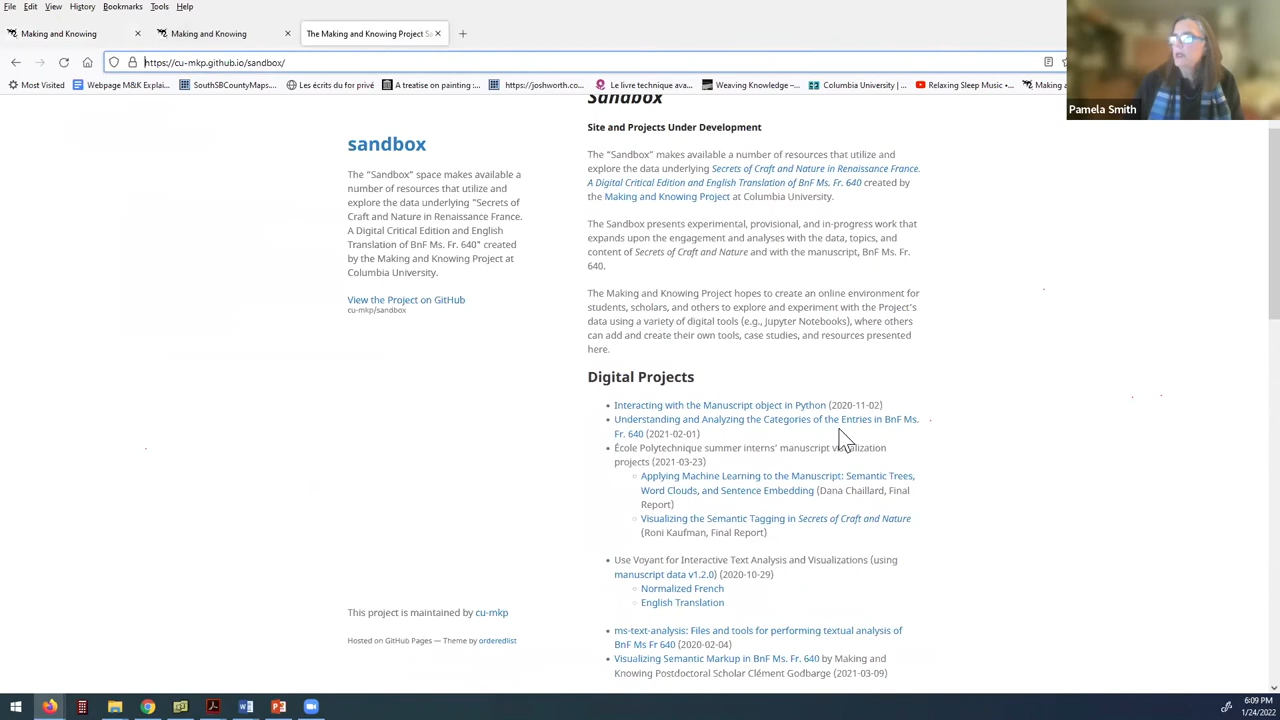 File Edit View History Bookmarks Tools Help
Making and Knowing
Making and Knowing
The Making and Knowing Project Sa
https://cu-mkp.github.io/sandbox/
Most Visited
Webpage M&K Explai...
SouthSBCountyMaps....
Les écrits du for privé
A treatise on painting :...
https://joshworth.com...
Le livre technique ava...
Weaving Knowledge –...
Columbia University | ...
Relaxing Sleep Music •...
Making a
Pamela Smith
Sandbox
Site and Projects Under Development
sandbox
The "Sandbox" space makes available a
number of resources that utilize and
explore the data underlying "Secrets of
Craft and Nature in Renaissance France.
A Digital Critical Edition and English
Translation of BnF Ms. Fr. 640" created
by the Making and Knowing Project at
Columbia University.
View the Project on GitHub
cu-mkp/sandbox
This project is maintained by cu-mkp
Hosted on GitHub Pages — Theme by orderedlist
The "Sandbox" makes available a number of resources that utilize and
explore the data underlying Secrets of Craft and Nature in Renaissance France.
A Digital Critical Edition and English Translation of BnF Ms. Fr. 640 created by
the Making and Knowing Project at Columbia University.
The Sandbox presents experimental, provisional, and in-progress work that
expands upon the engagement and analyses with the data, topics, and
content of Secrets of Craft and Nature and with the manuscript, BnF Ms. Fr.
640.
The Making and Knowing Project hopes to create an online environment for
students, scholars, and others to explore and experiment with the Project's
data using a variety of digital tools (e.g., Jupyter Notebooks), where others
can add and create their own tools, case studies, and resources presented
here.
Digital Projects
• Interacting with the Manuscript object in Python (2020-11-02)
• Understanding and Analyzing the Categories of the Entries in BnF Ms.
Fr. 640 (2021-02-01)
• École Polytechnique summer interns' manuscript visualization
projects (2021-03-23)
Applying Machine Learning to the Manuscript: Semantic Trees,
Word Clouds, and Sentence Embedding (Dana Chaillard, Final
Report)
Visualizing the Semantic Tagging in Secrets of Craft and Nature
(Roni Kaufman, Final Report)
• Use Voyant for Interactive Text Analysis and Visualizations (using
manuscript data v1.2.0) (2020-10-29)
Normalized French
English Translation
• ms-text-analysis: Files and tools for performing textual analysis of
BnF Ms Fr 640 (2020-02-04)
• Visualizing Semantic Markup in BnF Ms. Fr. 640 by Making and
Knowing Postdoctoral Scholar Clément Godbarge (2021-03-09)
6:09 PM
1/24/2022